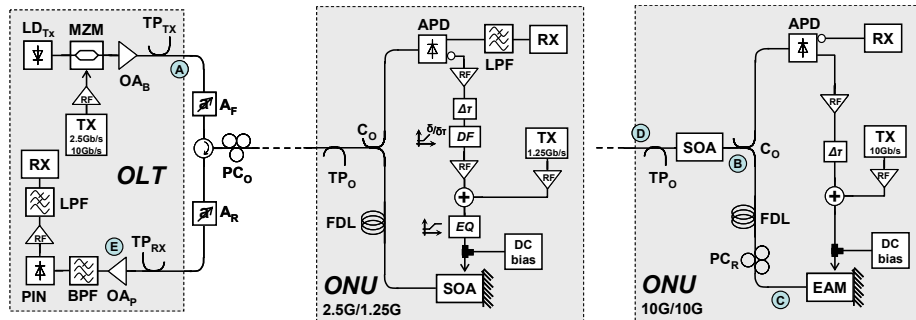 LD_Tx
MZM
TP_TX
A
OA_B
RF
TX
2.5Gb/s
10Gb/s
A_F
RX
OLT
PC_O
LPF
A_R
RF
E
TP_RX
PIN
BPF
OA_P
APD
LPF
RX
RF
Δτ
δ/δτ
DF
TX
1.25Gb/s
C_O
RF
RF
TP_O
FDL
EQ
DC
bias
ONU
2.5G/1.25G
SOA
APD
RX
RF
D
SOA
Δτ
TX
10Gb/s
B
C_O
TP_O
RF
FDL
PC_R
DC
bias
ONU
10G/10G
C
EAM